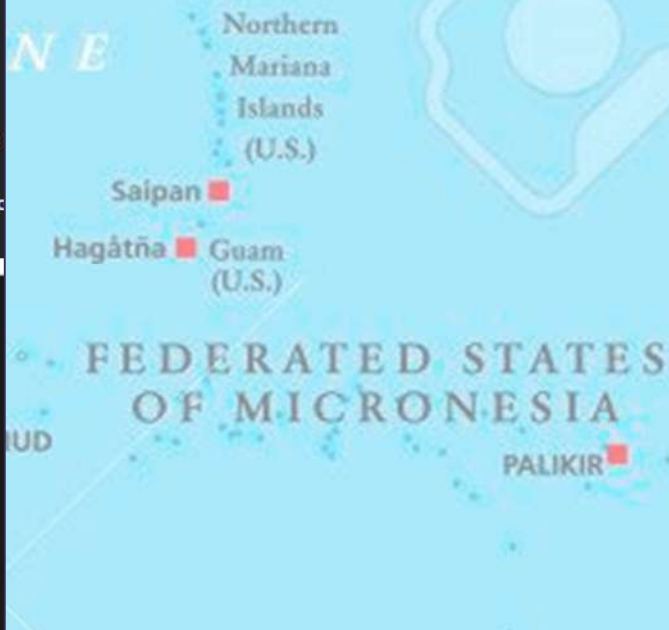 N E
Northern
Mariana
Islands
(U.S.)
Saipan
Hagåtña
Guam
(U.S.)
FEDERATED STATES
OF MICRONESIA
UD
PALIKIR